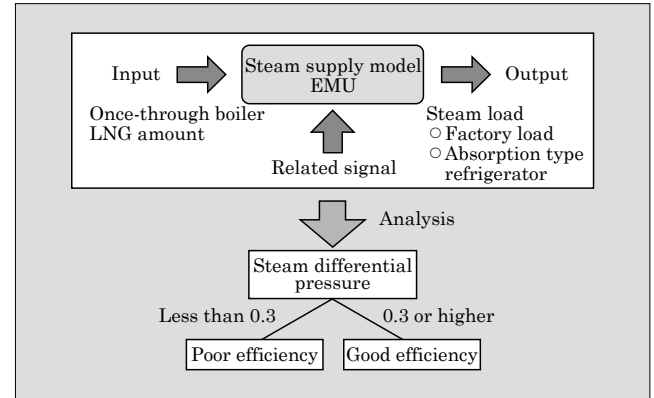 Input
Steam supply model
EMU
Output
Once-through boiler
LNG amount
Steam load
○ Factory load
○ Absorption type
refrigerator
Related signal
Analysis
Steam differential
pressure
Less than 0.3
0.3 or higher
Poor efficiency
Good efficiency